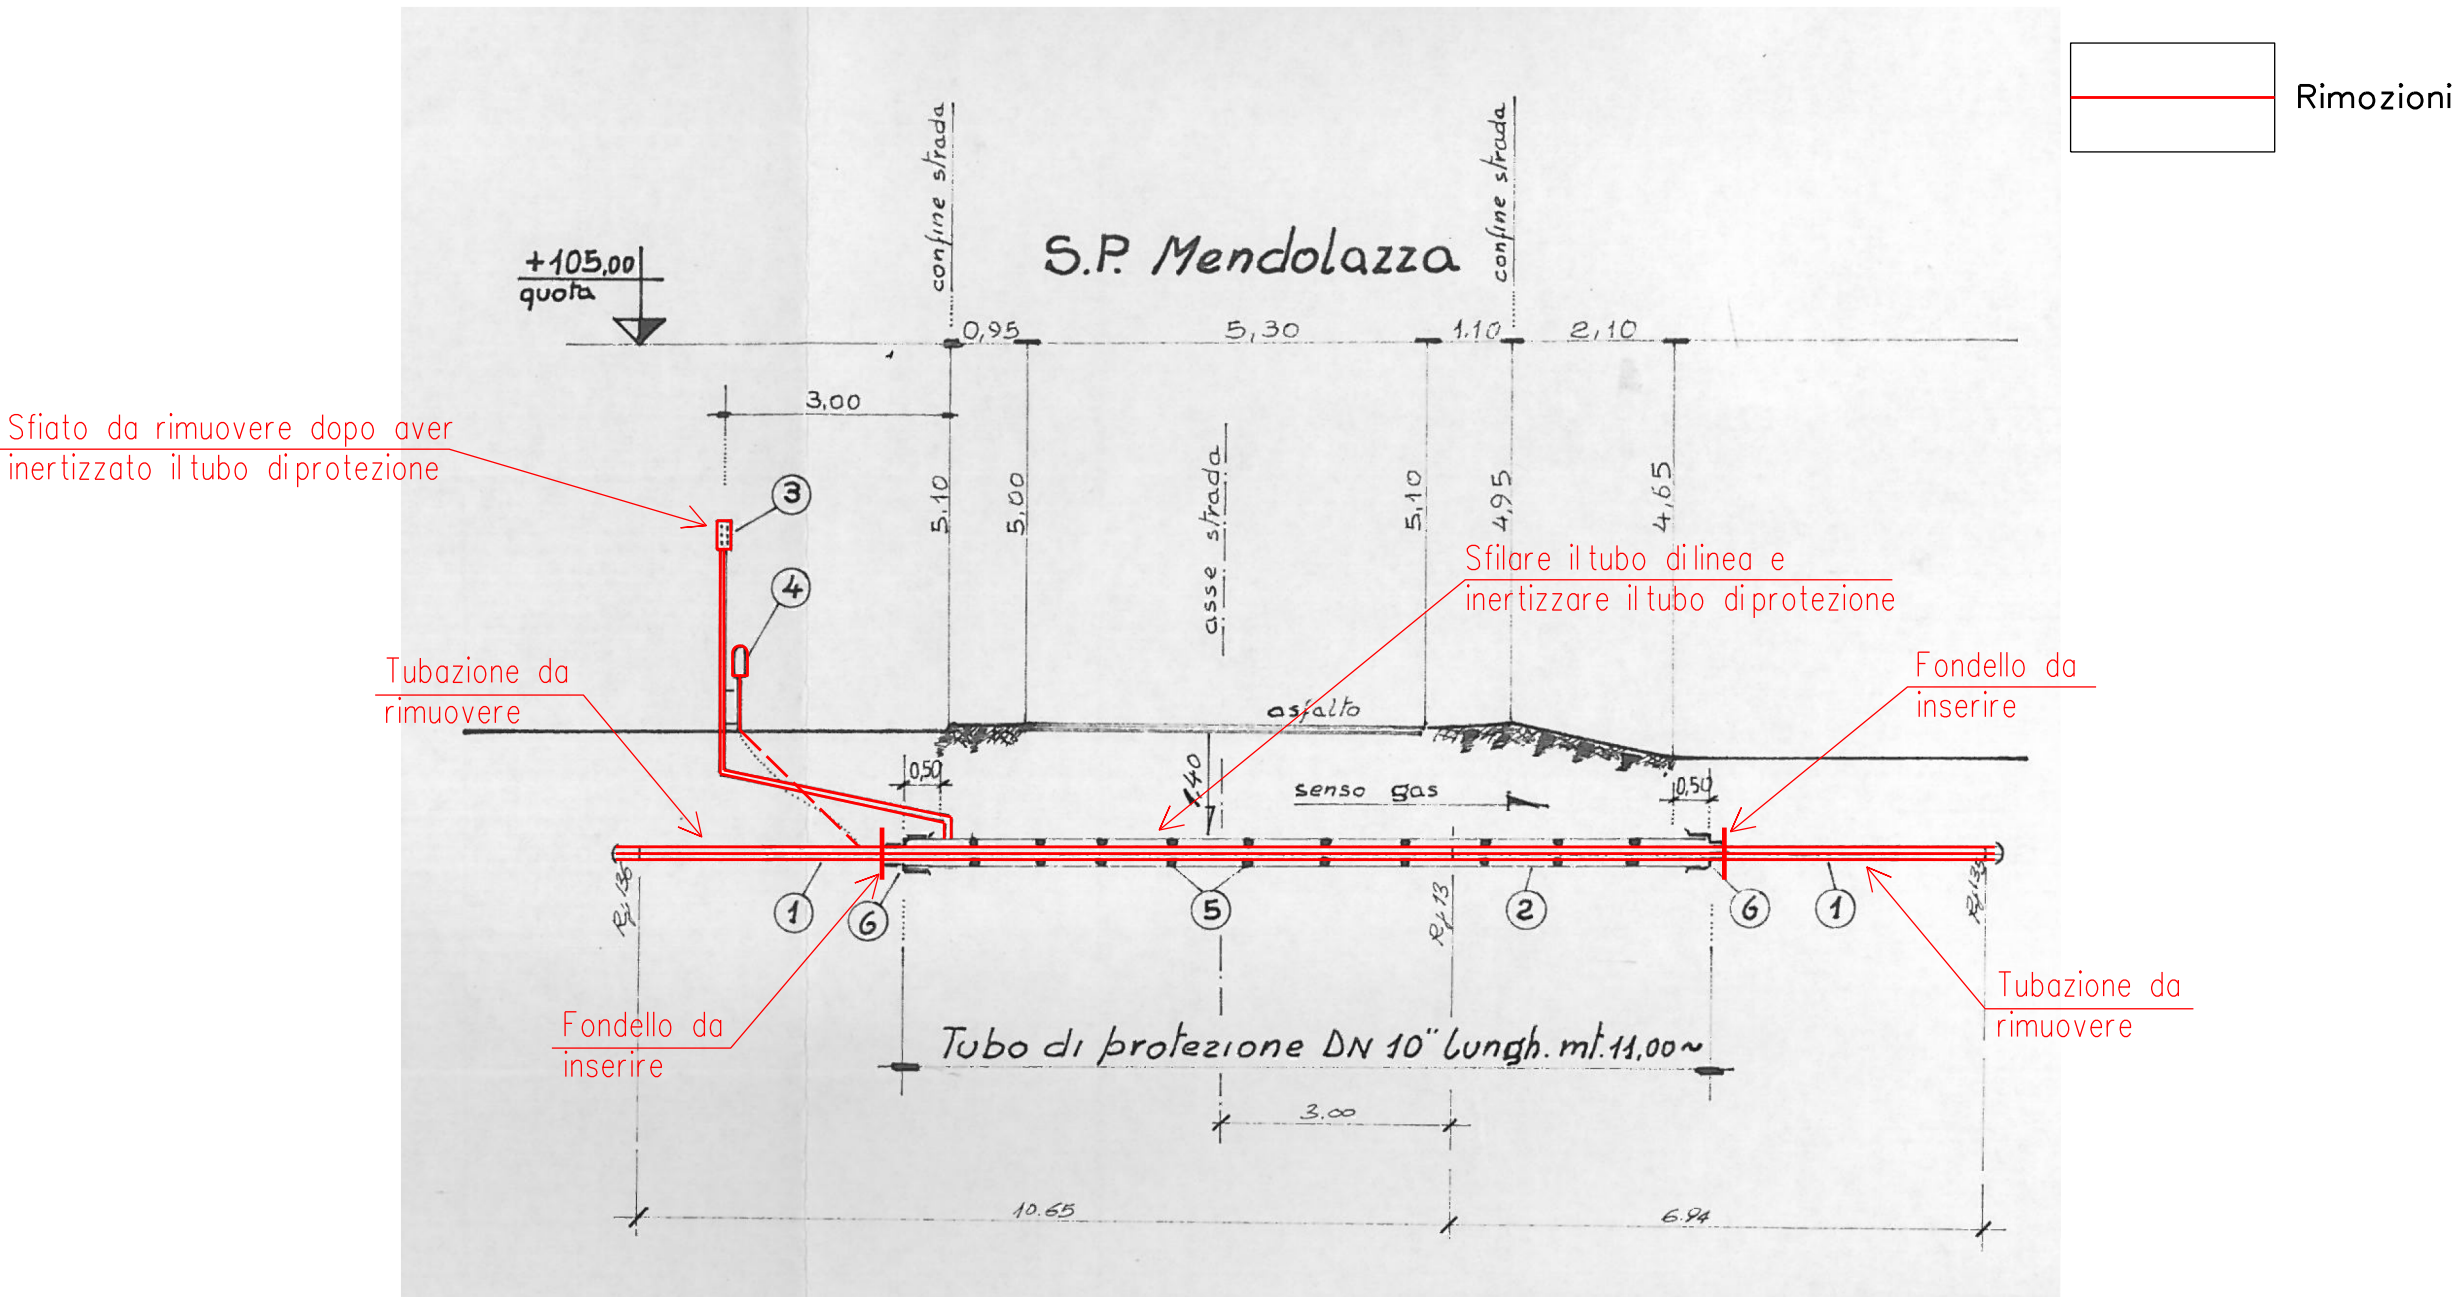 Rimozioni
confine strada
confine strada
S.P. Mendolazza
+105,00
quota
0,95
5,30
1.10
2,10
3,00
Sfiato da rimuovere dopo aver
inertizzato il tubo di protezione
3
5,10
5,00
asse strada
5,10
4,95
4,65
4
Sfilare il tubo di linea e
inertizzare il tubo di protezione
Tubazione da
rimuovere
Fondello da
inserire
asfalto
0,50
1,40
senso gas
0,50
1
6
5
2
6
1
Rf. 13
Tubazione da
rimuovere
Fondello da
inserire
Tubo di protezione DN 10" lungh. mt. 11,00~
3.00
10.65
6.94